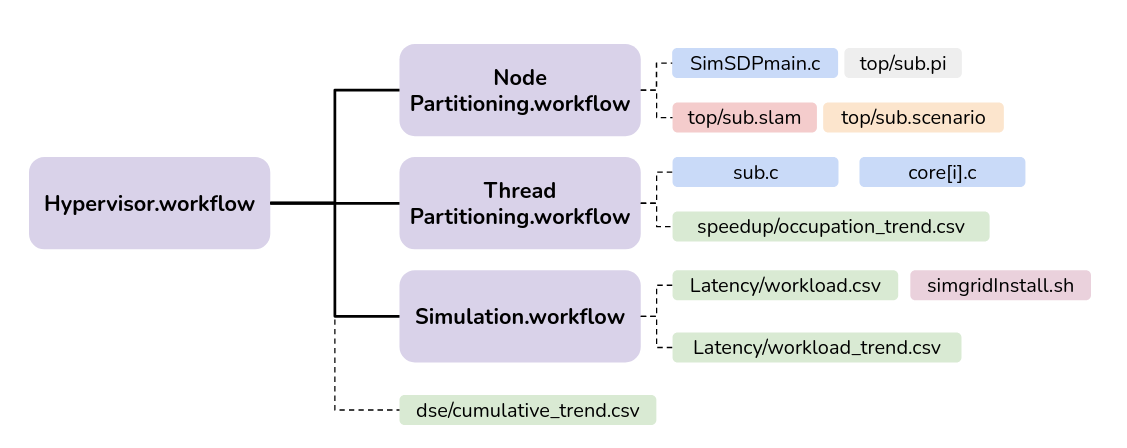 Hypervisor.workflow
Node
Partitioning.workflow
SimSDPmain.c
top/sub.pi
top/sub.slam
top/sub.scenario
Thread
Partitioning.workflow
sub.c
core[i].c
speedup/occupation_trend.csv
Simulation.workflow
Latency/workload.csv
simgridInstall.sh
Latency/workload_trend.csv
dse/cumulative_trend.csv